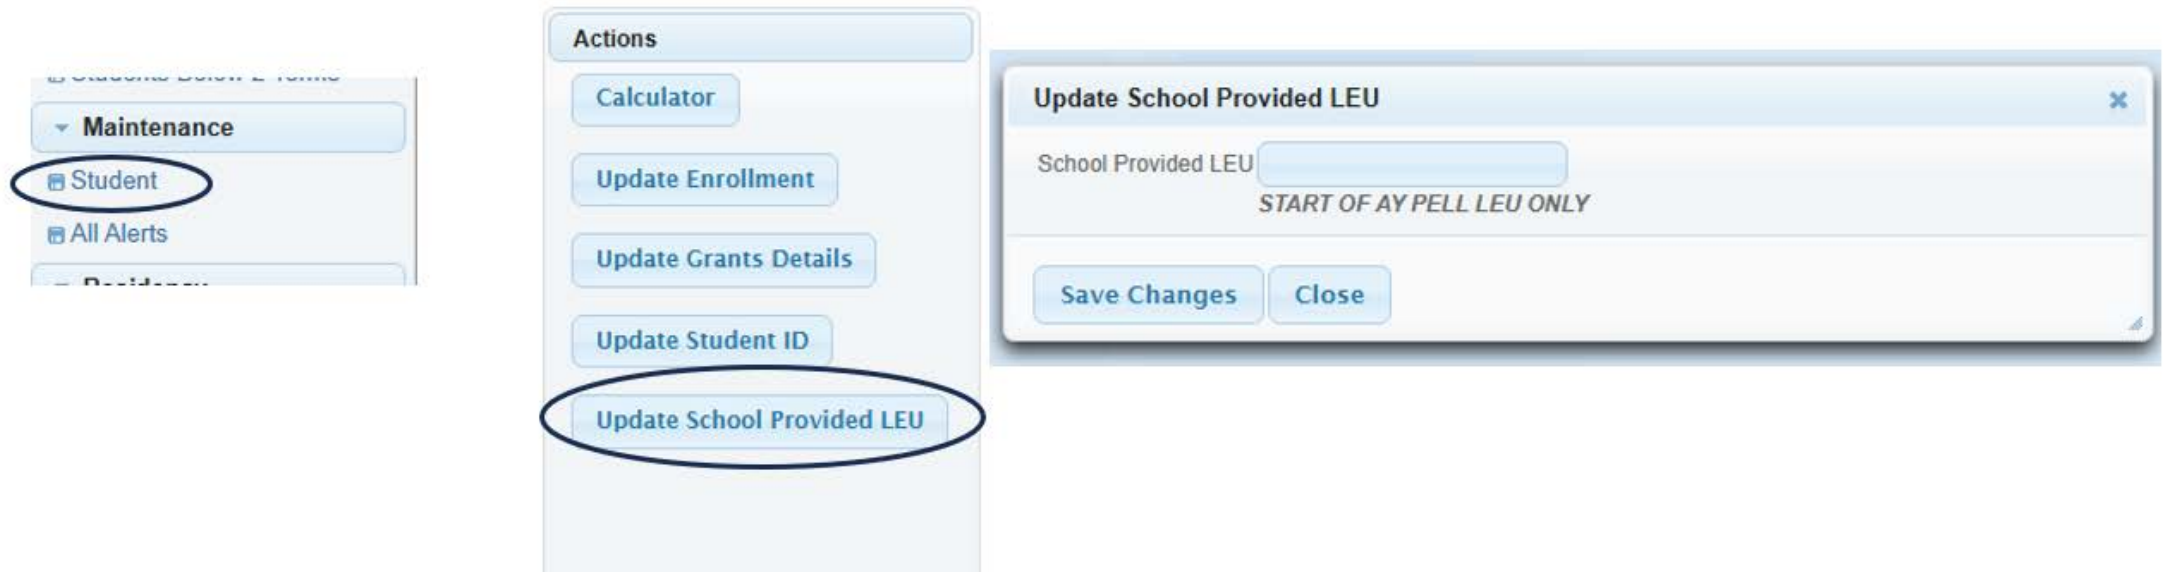 Maintenance
Student
All Alerts
Actions
Calculator
Update Enrollment
Update Grants Details
Update Student ID
Update School Provided LEU
Update School Provided LEU
School Provided LEU
START OF AY PELL LEU ONLY
Save Changes Close